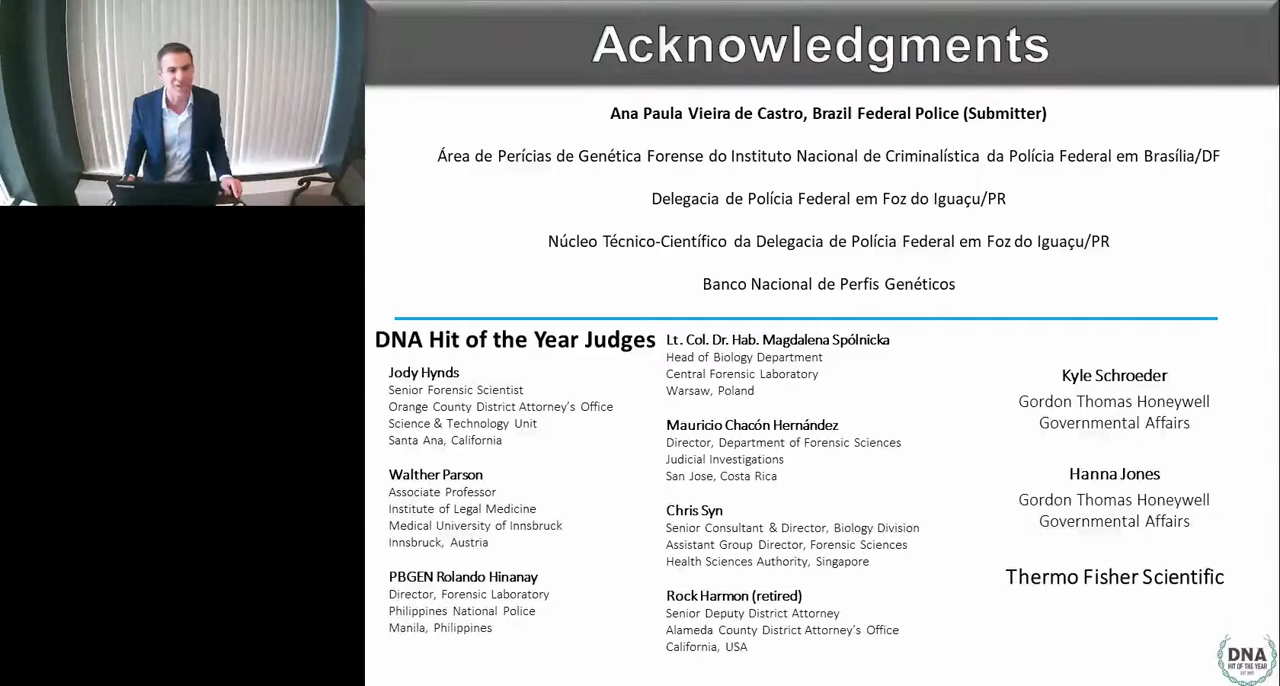 Acknowledgments
Ana Paula Vieira de Castro, Brazil Federal Police (Submitter)
Área de Perícias de Genética Forense do Instituto Nacional de Criminalística da Polícia Federal em Brasília/DF
Delegacia de Polícia Federal em Foz do Iguaçu/PR
Núcleo Técnico-Científico da Delegacia de Polícia Federal em Foz do Iguaçu/PR
Banco Nacional de Perfis Genéticos
DNA Hit of the Year Judges
Jody Hynds
Senior Forensic Scientist
Orange County District Attorney's Office
Science & Technology Unit
Santa Ana, California
Walther Parson
Associate Professor
Institute of Legal Medicine
Medical University of Innsbruck
Innsbruck, Austria
PBGEN Rolando Hinanay
Director, Forensic Laboratory
Philippines National Police
Manila, Philippines
Lt. Col. Dr. Hab. Magdalena Spólnicka
Head of Biology Department
Central Forensic Laboratory
Warsaw, Poland
Mauricio Chacón Hernández
Director, Department of Forensic Sciences
Judicial Investigations
San Jose, Costa Rica
Chris Syn
Senior Consultant & Director, Biology Division
Assistant Group Director, Forensic Sciences
Health Sciences Authority, Singapore
Rock Harmon (retired)
Senior Deputy District Attorney
Alameda County District Attorney's Office
California, USA
Kyle Schroeder
Gordon Thomas Honeywell
Governmental Affairs
Hanna Jones
Gordon Thomas Honeywell
Governmental Affairs
Thermo Fisher Scientific
DNA
HIT OF THE YEAR